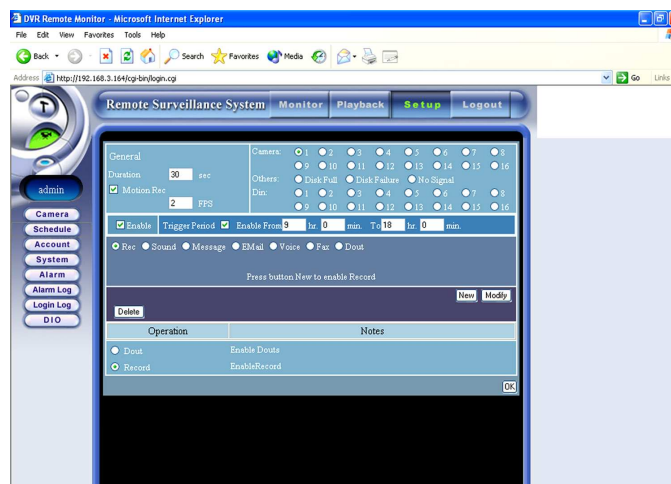 DVR Remote Monitor - Microsoft Internet Explorer
File Edit View Favorites Tools Help
Back Search Favorites Media
Address http://192.168.3.164/cgi-bin/login.cgi Go Links
Remote Surveillance System Monitor Playback Setup Logout
admin
Camera
Schedule
Account
System
Alarm
Alarm Log
Login Log
DIO
General
Duration 30 sec
Motion Rec
2 FPS
Camera: 1 2 3 4 5 6 7 8
9 10 11 12 13 14 15 16
Others: Disk Full Disk Failure No Signal
Din: 1 2 3 4 5 6 7 8
9 10 11 12 13 14 15 16
Enable Trigger Period Enable From 9 hr. 0 min. To 18 hr. 0 min.
Rec Sound Message EMail Voice Fax Dout
Press button New to enable Record
New Modify
Delete
Operation Notes
Dout Enable Douts
Record EnableRecord
OK